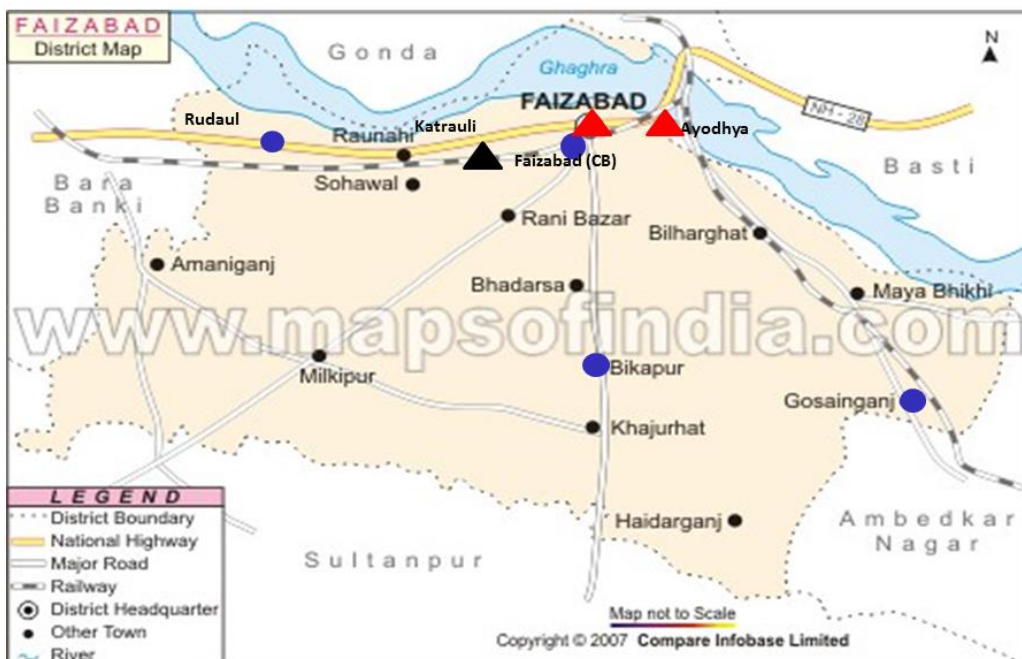 FAIZABAD
District Map
Gonda
N
Ghaghra
NH - 28
FAIZABAD
Rudaul
Raunahi
Katrauli
Ayodhya
Faizabad (CB)
Basti
Bara
Banki
Sohawal
Rani Bazar
Bilharghat
Amaniganj
Bhadarsa
Maya Bhikhi
www.mapsofindia.com
Milkipur
Bikapur
Gosainganj
Khajurhat
Haidarganj
Ambedkar
Nagar
Sultanpur
LEGEND
District Boundary
National Highway
Major Road
Railway
District Headquarter
Other Town
River
Map not to Scale
Copyright © 2007 Compare Infobase Limited